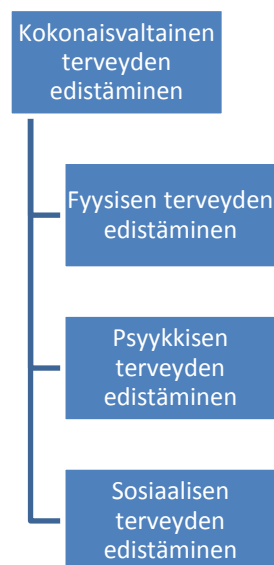 Kokonaisvaltainen
terveyden
edistäminen
Fyysisen terveyden
edistäminen
Psyykkisen
terveyden
edistäminen
Sosiaalisen
terveyden
edistäminen